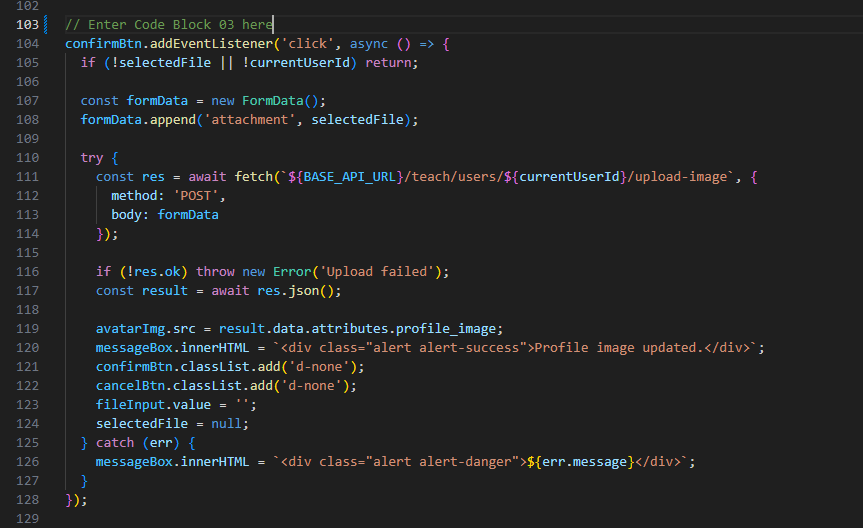 102
103 // Enter Code Block 03 here
104 confirmBtn.addEventListener('click', async () => {
105   if (!selectedFile || !currentUserId) return;
106
107   const formData = new FormData();
108   formData.append('attachment', selectedFile);
109
110   try {
111     const res = await fetch(`${BASE_API_URL}/teach/users/${currentUserId}/upload-image`, {
112       method: 'POST',
113       body: formData
114     });
115
116     if (!res.ok) throw new Error('Upload failed');
117     const result = await res.json();
118
119     avatarImg.src = result.data.attributes.profile_image;
120     messageBox.innerHTML = `<div class="alert alert-success">Profile image updated.</div>`;
121     confirmBtn.classList.add('d-none');
122     cancelBtn.classList.add('d-none');
123     fileInput.value = '';
124     selectedFile = null;
125   } catch (err) {
126     messageBox.innerHTML = `<div class="alert alert-danger">${err.message}</div>`;
127   }
128 });
129